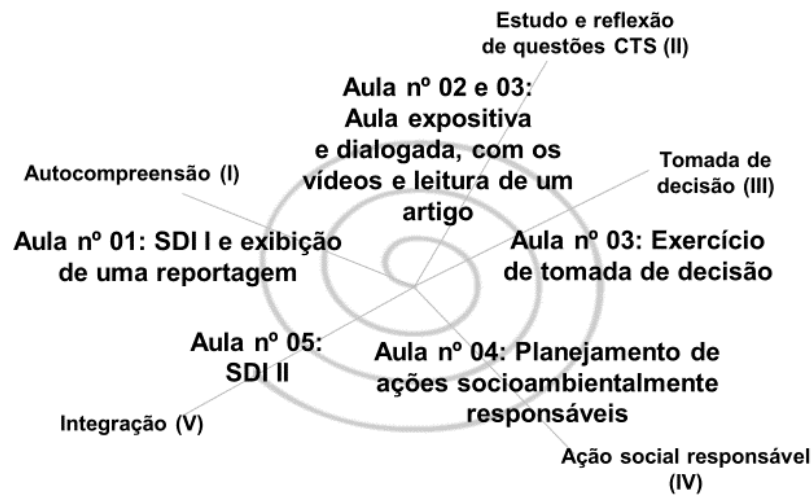 Estudo e reflexão
de questões CTS (II)
Aula nº 02 e 03:
Aula expositiva
e dialogada, com os
vídeos e leitura de um
artigo
Autocompreensão (I)
Tomada de
decisão (III)
Aula nº 01: SDI I e exibição
de uma reportagem
Aula nº 03: Exercício
de tomada de decisão
Aula nº 05:
SDI II
Aula nº 04: Planejamento de
ações socioambientalmente
responsáveis
Integração (V)
Ação social responsável
(IV)